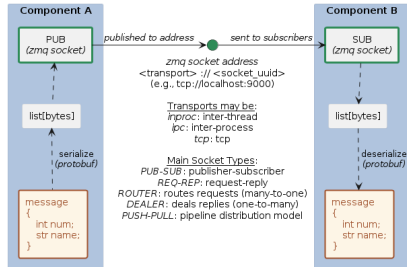 Component A
Component B
PUB
(zmq socket)
published to address
sent to subscribers
SUB
(zmq socket)
zmq socket address
<transport> :// <socket_uuid>
(e.g., tcp://localhost:9000)
Transports may be:
inproc: inter-thread
ipc: inter-process
tcp: tcp
Main Socket Types:
PUB-SUB: publisher-subscriber
REQ-REP: request-reply
ROUTER: routes requests (many-to-one)
DEALER: deals replies (one-to-many)
PUSH-PULL: pipeline distribution model
list[bytes]
list[bytes]
serialize
(protobuf)
deserialize
(protobuf)
message
{
int num;
str name;
}
message
{
int num;
str name;
}